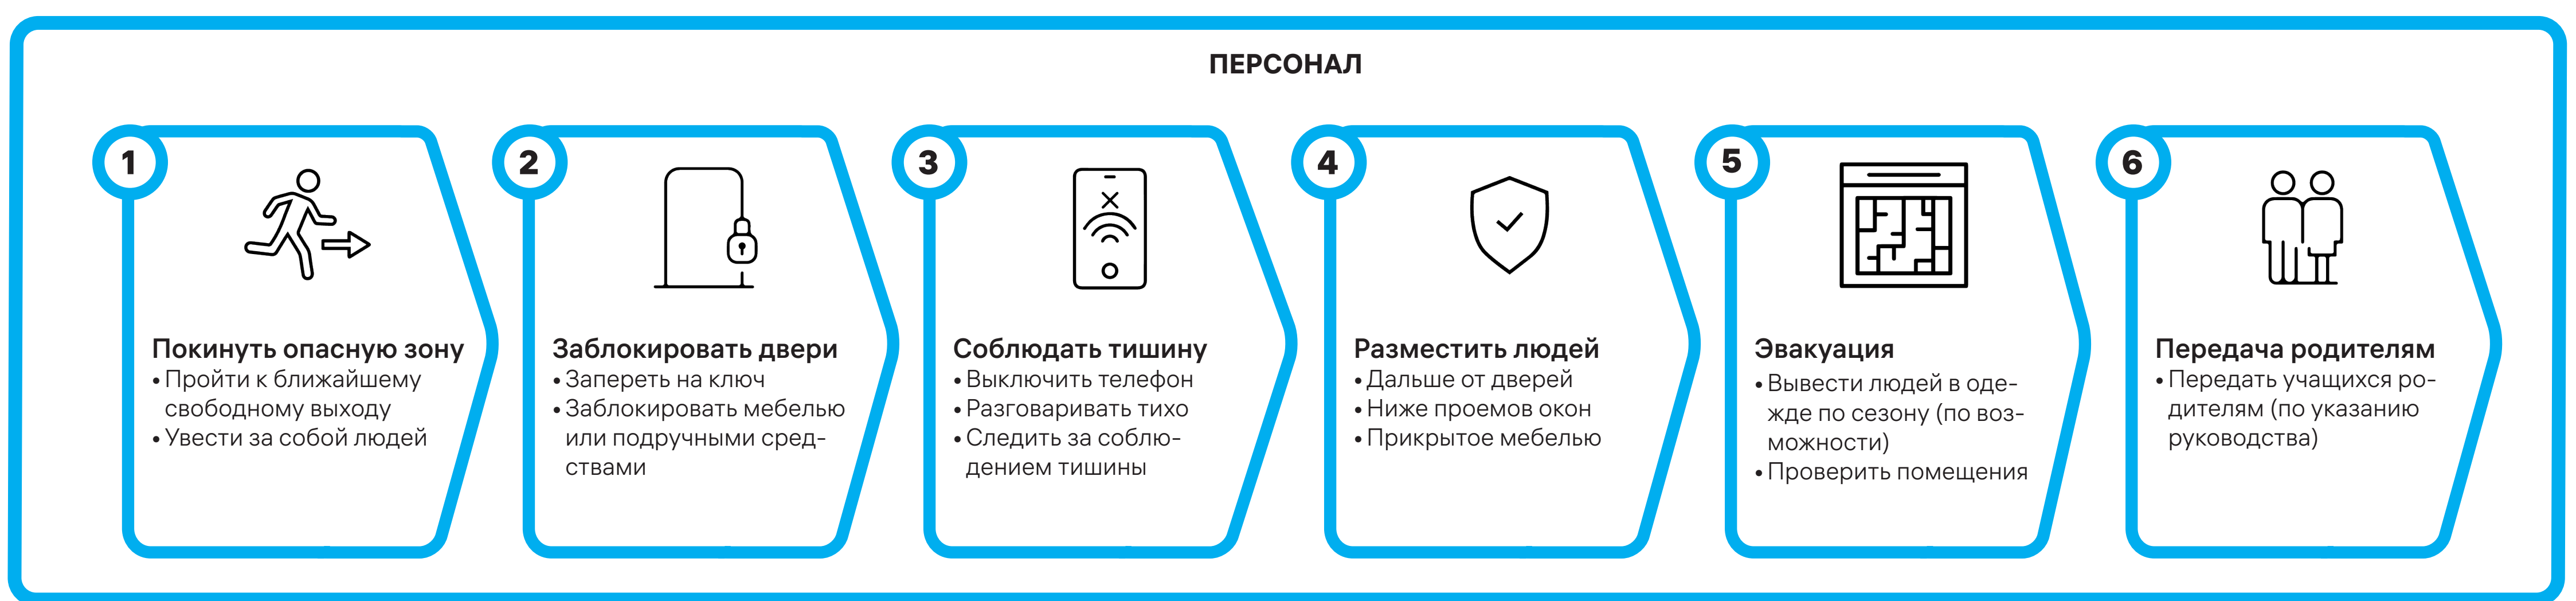 ПЕРСОНАЛ
1
Покинуть опасную зону
• Пройти к ближайшему
свободному выходу
• Увести за собой людей
2
Заблокировать двери
• Запереть на ключ
• Заблокировать мебелью
или подручными сред-
ствами
3
Соблюдать тишину
• Выключить телефон
• Разговаривать тихо
• Следить за соблю-
дением тишины
4
Разместить людей
• Дальше от дверей
• Ниже проемов окон
• Прикрытое мебелью
5
Эвакуация
• Вывести людей в оде-
жде по сезону (по воз-
можности)
• Проверить помещения
6
Передача родителям
• Передать учащихся ро-
дителям (по указанию
руководства)